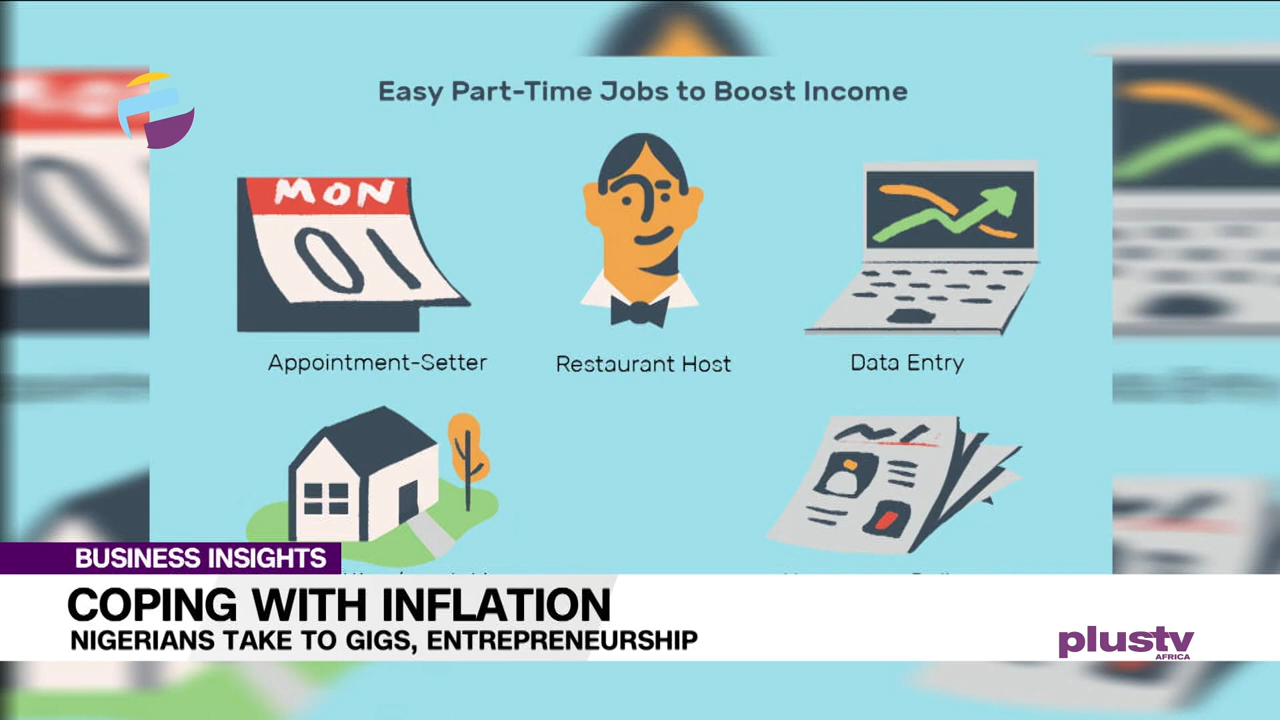 Easy Part-Time Jobs to Boost Income
MON
01
Appointment-Setter
Restaurant Host
Data Entry
BUSINESS INSIGHTS
COPING WITH INFLATION
NIGERIANS TAKE TO GIGS, ENTREPRENEURSHIP
plustv
AFRICA